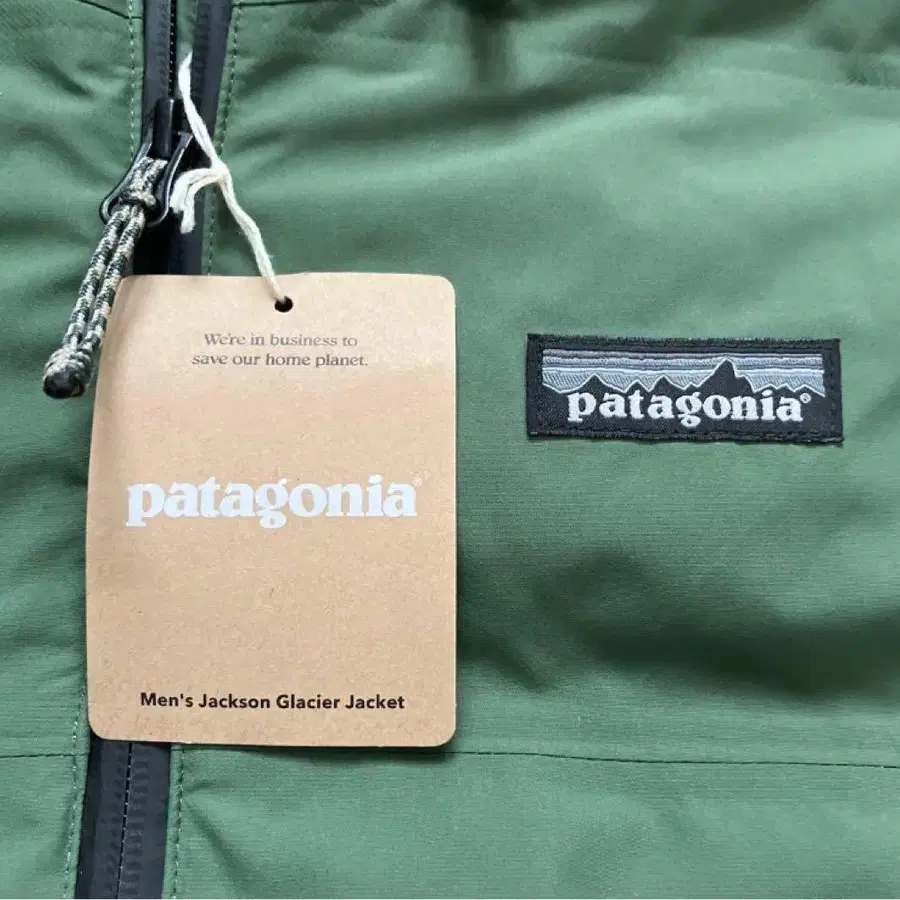 We're in business to
save our home planet.
patagonia®
Men's Jackson Glacier Jacket
patagonia®